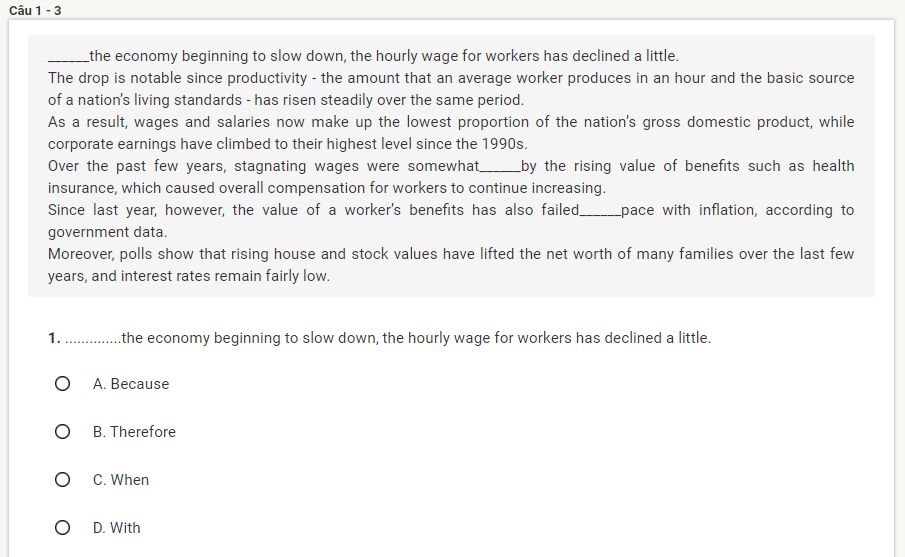 Câu 1 - 3
______the economy beginning to slow down, the hourly wage for workers has declined a little.
The drop is notable since productivity - the amount that an average worker produces in an hour and the basic source
of a nation's living standards - has risen steadily over the same period.
As a result, wages and salaries now make up the lowest proportion of the nation's gross domestic product, while
corporate earnings have climbed to their highest level since the 1990s.
Over the past few years, stagnating wages were somewhat______by the rising value of benefits such as health
insurance, which caused overall compensation for workers to continue increasing.
Since last year, however, the value of a worker's benefits has also failed______pace with inflation, according to
government data.
Moreover, polls show that rising house and stock values have lifted the net worth of many families over the last few
years, and interest rates remain fairly low.
1. ..............the economy beginning to slow down, the hourly wage for workers has declined a little.
A. Because
B. Therefore
C. When
D. With